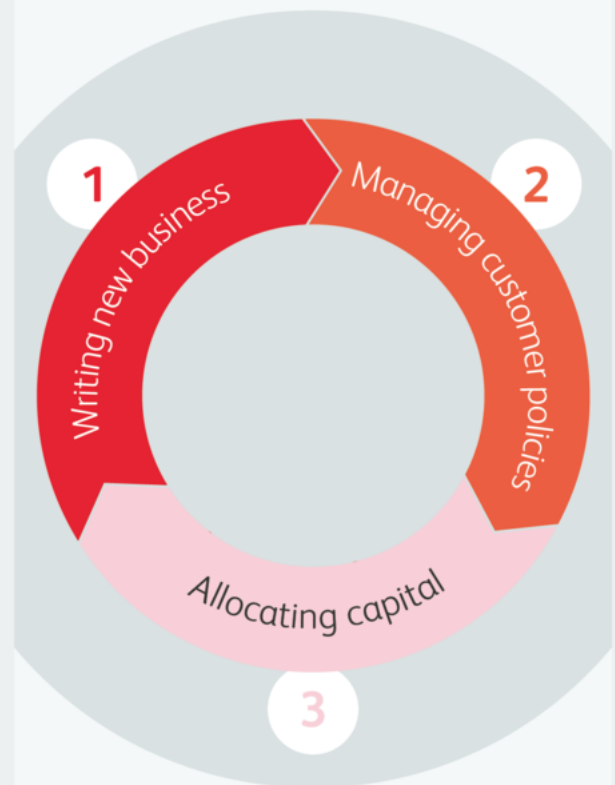 1
Writing new business
2
Managing customer policies
Allocating capital
3